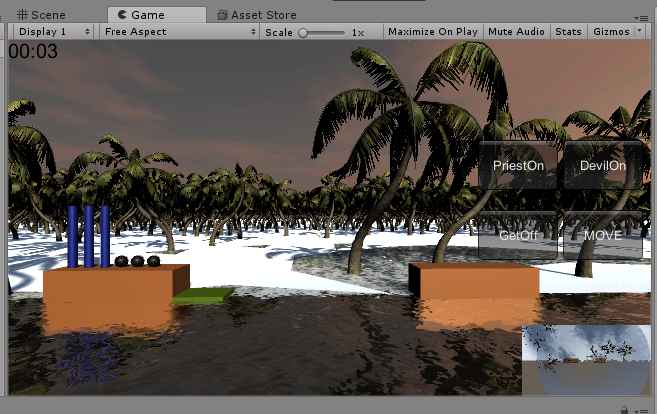 Scene Game Asset Store
Display 1 Free Aspect Scale 1x Maximize On Play Mute Audio Stats Gizmos
00:03
PriestOn DevilOn
GetOff MOVE